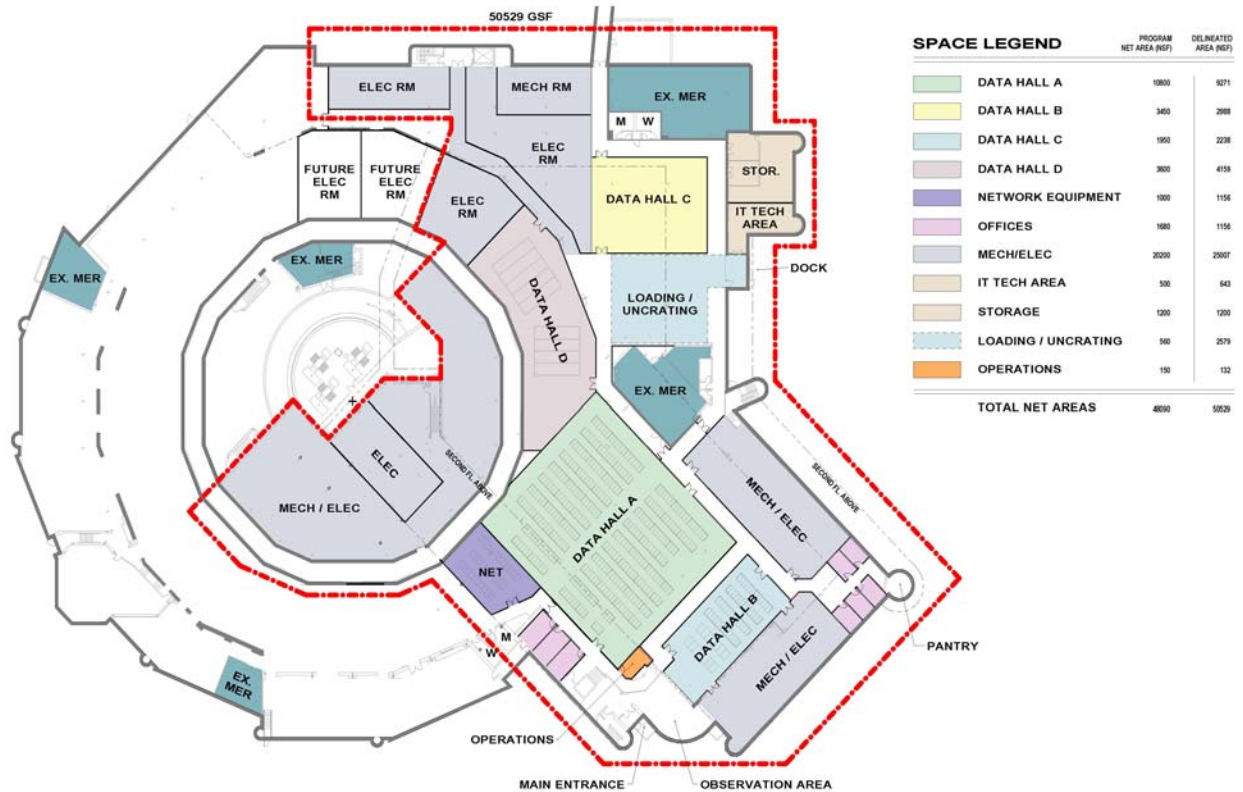 50529 GSF
ELEC RM
MECH RM
EX. MER
M
W
ELEC
RM
FUTURE
ELEC
RM
FUTURE
ELEC
RM
STOR.
ELEC
RM
DATA HALL C
IT TECH
AREA
EX. MER
EX. MER
DOCK
LOADING /
UNCRATING
DATA HALL D
EX. MER
ELEC
SECOND FL. ABOVE
SECOND FL. ABOVE
MECH / ELEC
MECH / ELEC
DATA HALL A
NET
DATA HALL B
MECH / ELEC
M
W
PANTRY
EX.
MER
OPERATIONS
MAIN ENTRANCE
OBSERVATION AREA
SPACE LEGEND
PROGRAM
NET AREA (NSF)
DELINEATED
AREA (NSF)
DATA HALL A 10800 9271
DATA HALL B 3450 2988
DATA HALL C 1950 2238
DATA HALL D 3600 4159
NETWORK EQUIPMENT 1000 1156
OFFICES 1680 1156
MECH/ELEC 20200 25007
IT TECH AREA 500 643
STORAGE 1200 1200
LOADING / UNCRATING 560 2579
OPERATIONS 150 132
TOTAL NET AREAS 48090 50529